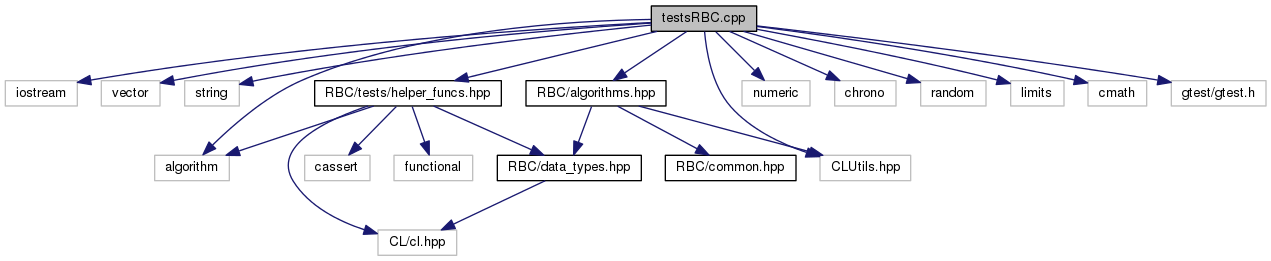 testsRBC.cpp
iostream
vector
string
RBC/tests/helper_funcs.hpp
RBC/algorithms.hpp
numeric
chrono
random
limits
cmath
gtest/gtest.h
algorithm
cassert
functional
RBC/data_types.hpp
RBC/common.hpp
CLUtils.hpp
CL/cl.hpp